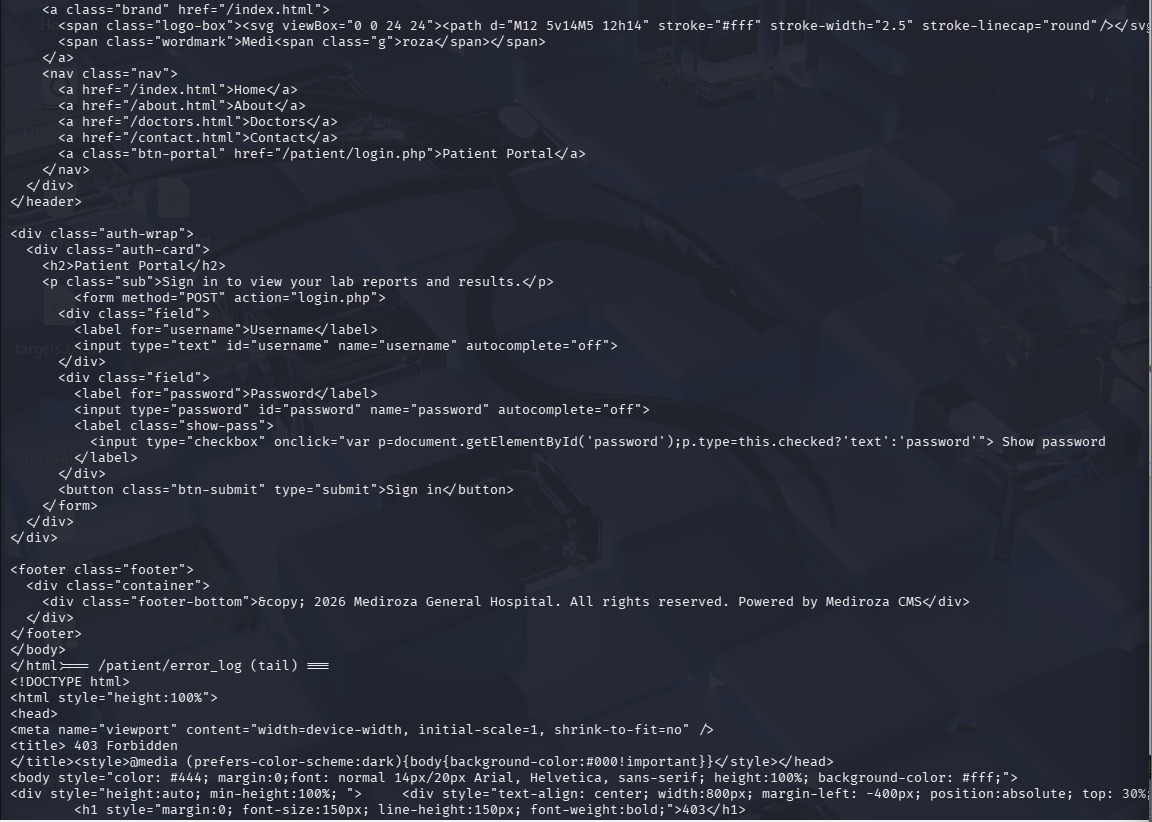 <a class="brand" href="/index.html">
<span class="logo-box"><svg viewBox="0 0 24 24"><path d="M12 5v14M5 12h14" stroke="#fff" stroke-width="2.5" stroke-linecap="round"/></svg
<span class="wordmark">Medi<span class="g">roza</span></span>
</a>
<nav class="nav">
<a href="/index.html">Home</a>
<a href="/about.html">About</a>
<a href="/doctors.html">Doctors</a>
<a href="/contact.html">Contact</a>
<a class="btn-portal" href="/patient/login.php">Patient Portal</a>
</nav>
</div>
</header>
<div class="auth-wrap">
<div class="auth-card">
<h2>Patient Portal</h2>
<p class="sub">Sign in to view your lab reports and results.</p>
<form method="POST" action="login.php">
<div class="field">
<label for="username">Username</label>
<input type="text" id="username" name="username" autocomplete="off">
</div>
<div class="field">
<label for="password">Password</label>
<input type="password" id="password" name="password" autocomplete="off">
<label class="show-pass">
<input type="checkbox" onclick="var p=document.getElementById('password');p.type=this.checked?'text':'password'"> Show password
</label>
</div>
<button class="btn-submit" type="submit">Sign in</button>
</form>
</div>
</div>
<footer class="footer">
<div class="container">
<div class="footer-bottom">&copy; 2026 Mediroza General Hospital. All rights reserved. Powered by Mediroza CMS</div>
</div>
</footer>
</body>
</html>=== /patient/error_log (tail) ===
<!DOCTYPE html>
<html style="height:100%">
<head>
<meta name="viewport" content="width=device-width, initial-scale=1, shrink-to-fit=no" />
<title> 403 Forbidden
</title><style>@media (prefers-color-scheme:dark){body{background-color:#000!important}}</style></head>
<body style="color: #444; margin:0;font: normal 14px/20px Arial, Helvetica, sans-serif; height:100%; background-color: #fff;">
<div style="height:auto; min-height:100%; ">     <div style="text-align: center; width:800px; margin-left: -400px; position:absolute; top: 30%;
<h1 style="margin:0; font-size:150px; line-height:150px; font-weight:bold;">403</h1>